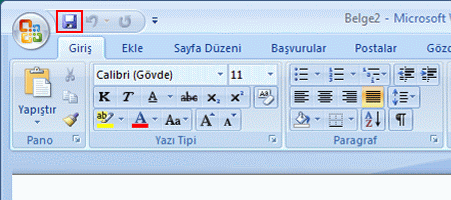 Belge2 - Microsoft
Giriş Ekle Sayfa Düzeni Başvurular Postalar
Calibri (Gövde) 11
K T A abe x₂ x² 
ab A Aa A A
Yapıştır
Pano Yazı Tipi Paragraf